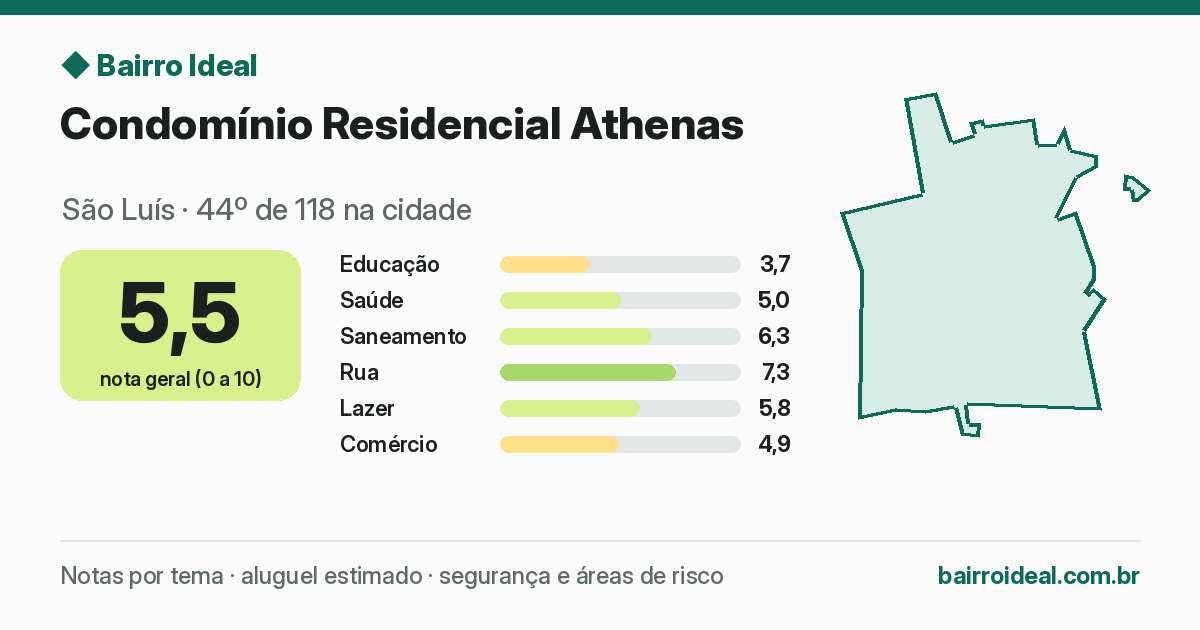 Bairro Ideal
Condomínio Residencial Athenas
São Luís · 44º de 118 na cidade
5,5
nota geral (0 a 10)
Educação 3,7
Saúde 5,0
Saneamento 6,3
Rua 7,3
Lazer 5,8
Comércio 4,9
Notas por tema · aluguel estimado · segurança e áreas de risco
bairroideal.com.br